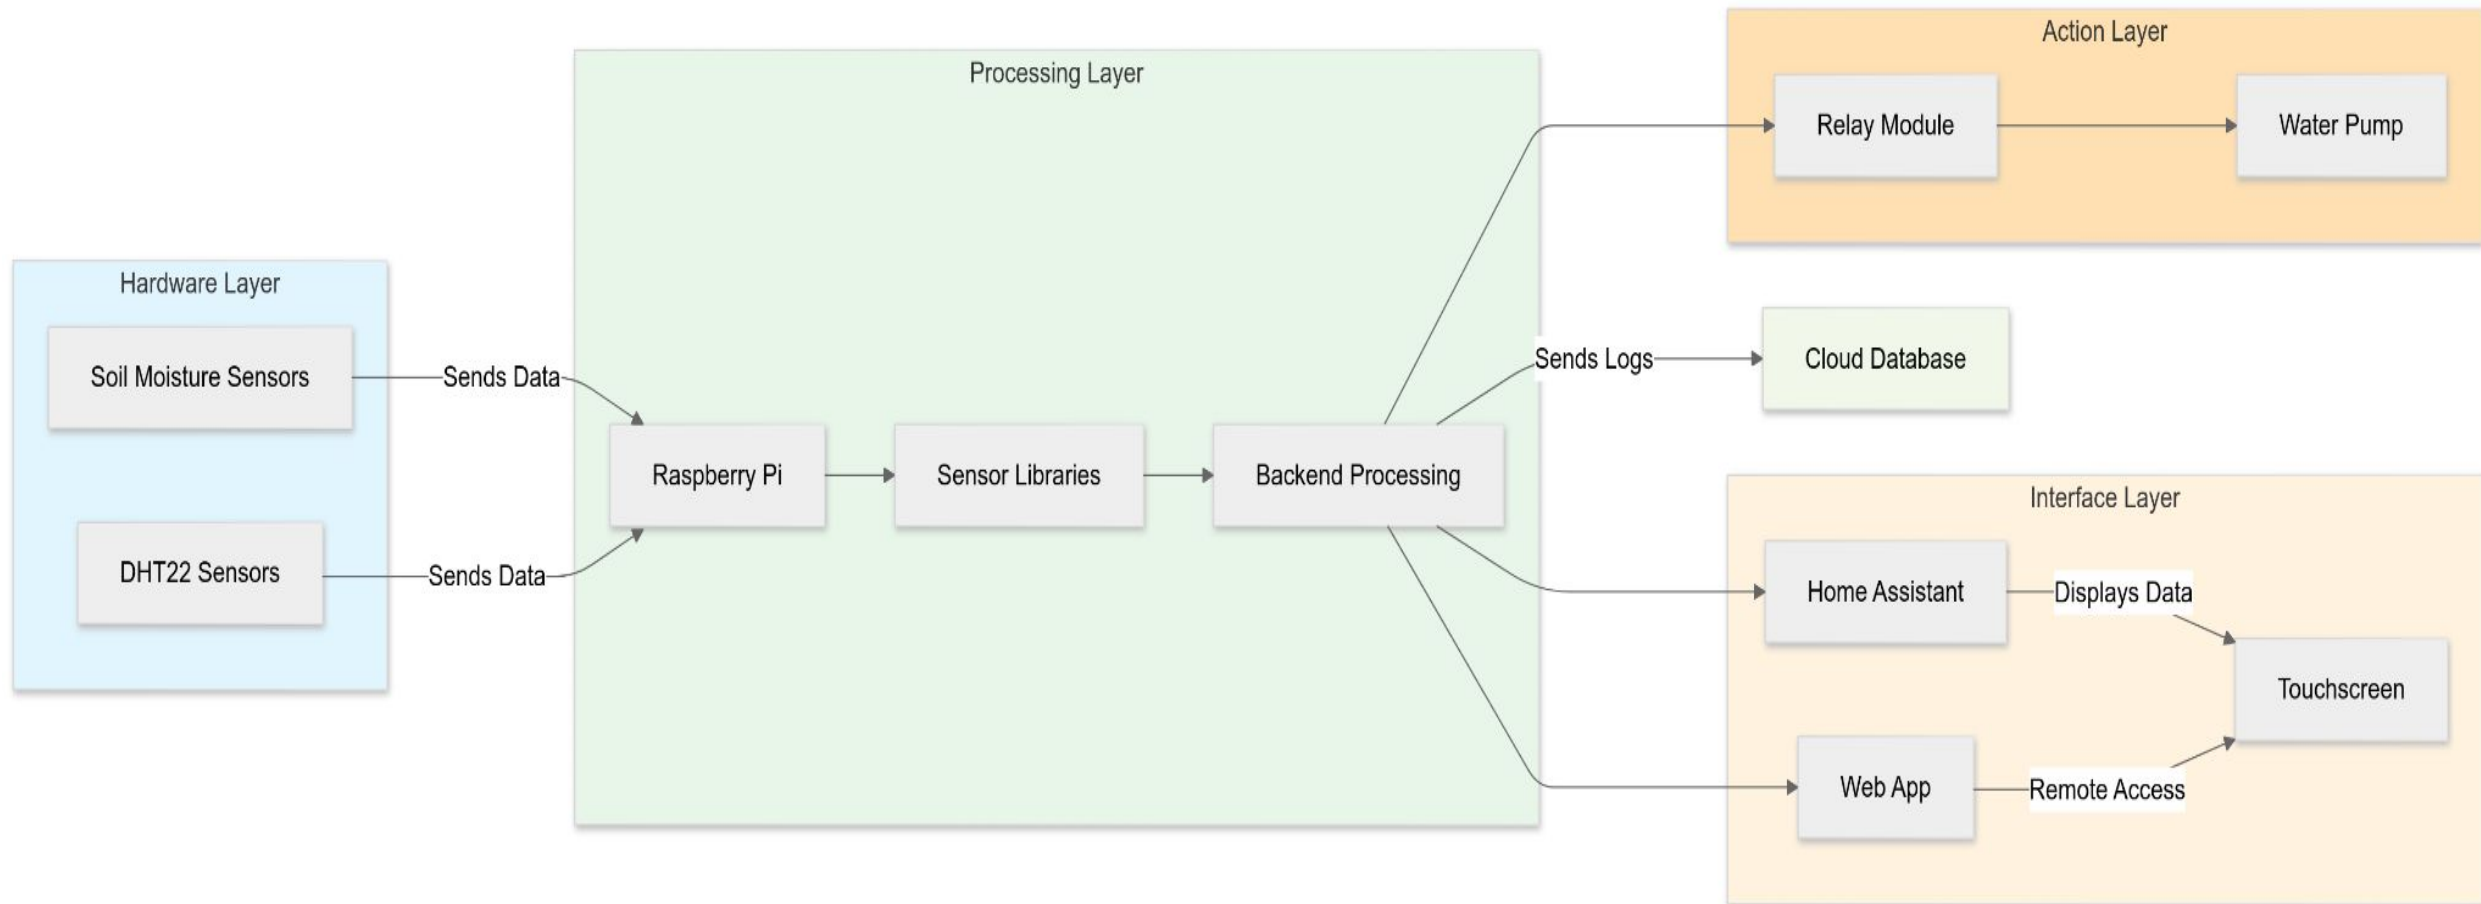 Hardware Layer
Soil Moisture Sensors
DHT22 Sensors
Sends Data
Sends Data
Processing Layer
Raspberry Pi
Sensor Libraries
Backend Processing
Action Layer
Relay Module
Water Pump
Sends Logs
Cloud Database
Interface Layer
Home Assistant
Displays Data
Touchscreen
Web App
Remote Access